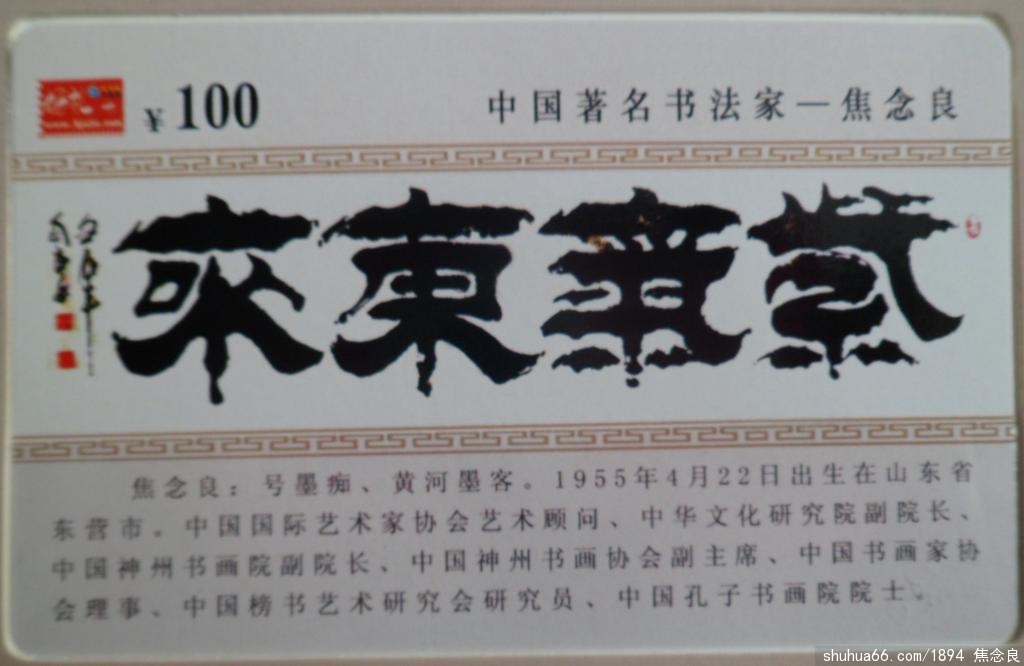 ¥100
中国著名书法家—焦念良
紫氣東來
焦念良：号墨痴、黄河墨客。1955年4月22日出生在山东省
东营市。中国国际艺术家协会艺术顾问、中华文化研究院副院长、
中国神州书画院副院长、中国神州书画协会副主席、中国书画家协
会理事、中国榜书艺术研究会研究员、中国孔子书画院院士。
shuhua66.com/1894 焦念良